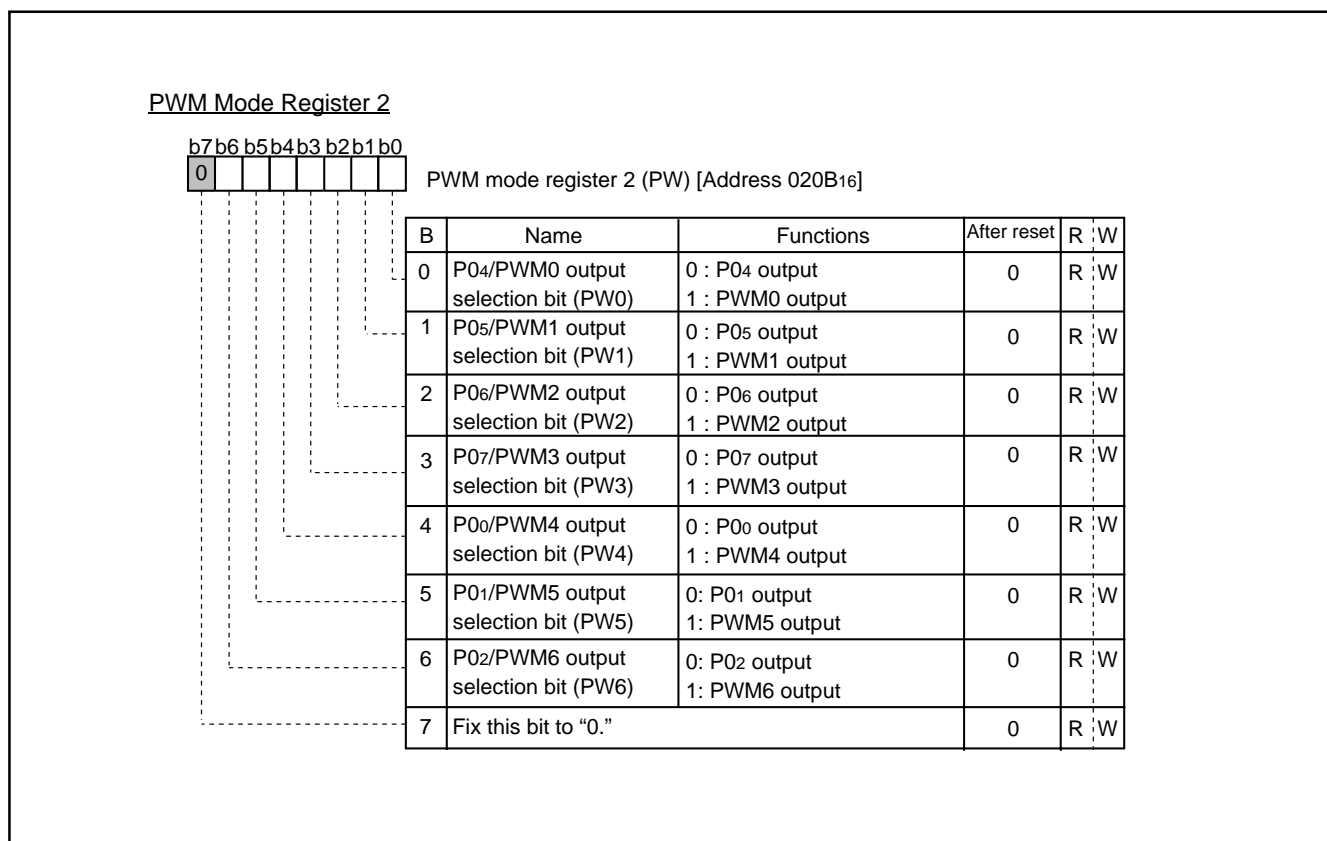 PWM Mode Register 2
b7 b6 b5 b4 b3 b2 b1 b0
0
PWM mode register 2 (PW) [Address 020B16]
B Name Functions After reset R W
0 P04/PWM0 output selection bit (PW0) 0 : P04 output 1 : PWM0 output 0 R W
1 P05/PWM1 output selection bit (PW1) 0 : P05 output 1 : PWM1 output 0 R W
2 P06/PWM2 output selection bit (PW2) 0 : P06 output 1 : PWM2 output 0 R W
3 P07/PWM3 output selection bit (PW3) 0 : P07 output 1 : PWM3 output 0 R W
4 P00/PWM4 output selection bit (PW4) 0 : P00 output 1 : PWM4 output 0 R W
5 P01/PWM5 output selection bit (PW5) 0: P01 output 1: PWM5 output 0 R W
6 P02/PWM6 output selection bit (PW6) 0: P02 output 1: PWM6 output 0 R W
7 Fix this bit to “0.” 0 R W